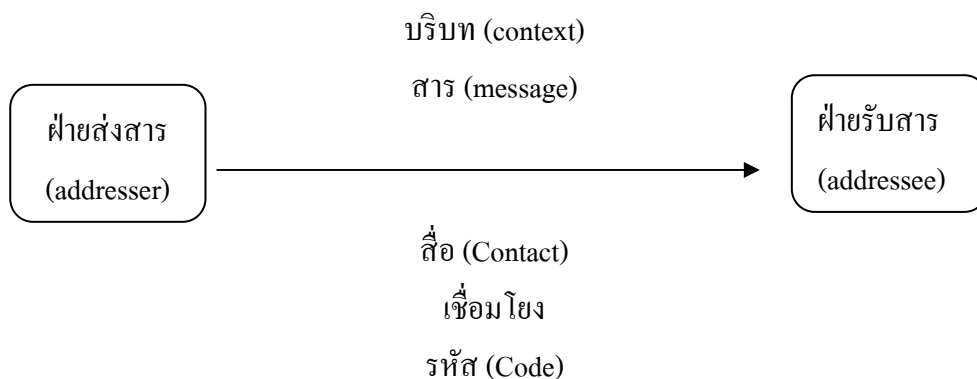 บริบท (context)
สาร (message)
ฝ่ายส่งสาร
(addresser)
ฝ่ายรับสาร
(addressee)
สื่อ (Contact)
เชื่อมโยง
รหัส (Code)